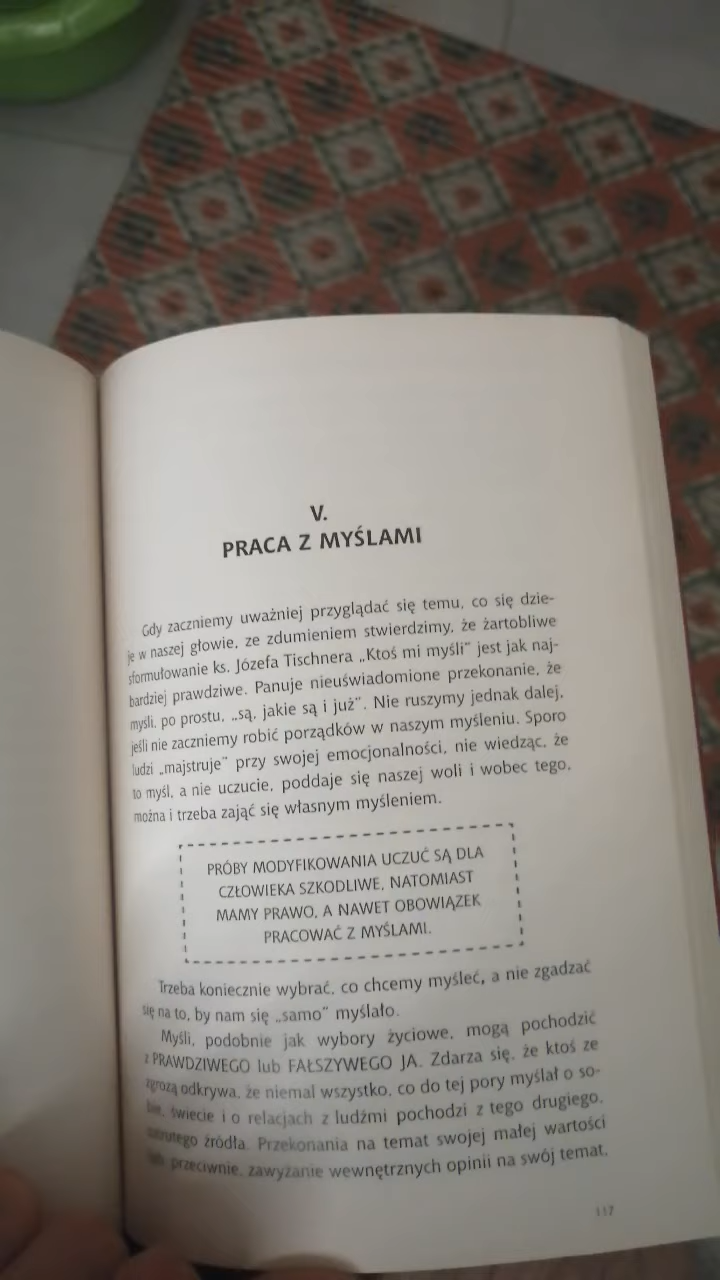 V.
PRACA Z MYŚLAMI
Gdy zaczniemy uważniej przyglądać się temu, co się dzie-
je w naszej głowie, ze zdumieniem stwierdzimy, że żartobliwe
sformułowanie ks. Józefa Tischnera „Ktoś mi myśli" jest jak naj-
bardziej prawdziwe. Panuje nieuświadomione przekonanie, że
myśli, po prostu, „są, jakie są i już". Nie ruszymy jednak dalej,
jeśli nie zaczniemy robić porządków w naszym myśleniu. Sporo
ludzi „majstruje" przy swojej emocjonalności, nie wiedząc, że
to myśl, a nie uczucie, poddaje się naszej woli i wobec tego,
można i trzeba zająć się własnym myśleniem.
PRÓBY MODYFIKOWANIA UCZUĆ SĄ DLA
CZŁOWIEKA SZKODLIWE, NATOMIAST
MAMY PRAWO, A NAWET OBOWIĄZEK
PRACOWAĆ Z MYŚLAMI.
Trzeba koniecznie wybrać, co chcemy myśleć, a nie zgadzać
się na to, by nam się „samo" myślało.
Myśli, podobnie jak wybory życiowe, mogą pochodzić
z PRAWDZIWEGO lub FAŁSZYWEGO JA. Zdarza się, że ktoś ze
zgrozą odkrywa, że niemal wszystko, co do tej pory myślał o so-
bie, świecie i o relacjach z ludźmi pochodzi z tego drugiego,
zatrutego źródła. Przekonania na temat swojej małej wartości
lub przeciwnie, zawyżanie wewnętrznych opinii na swój temat,
117